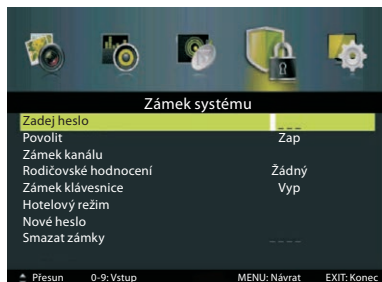 Zámek systému
Zadej heslo _ _ _
Povolit Zap
Zámek kanálu
Rodičovské hodnocení Žádný
Zámek klávesnice Vyp
Hotelový režim
Nové heslo
Smazat zámky _ _ _ _
Přesun 0-9: Vstup MENU: Návrat EXIT: Konec